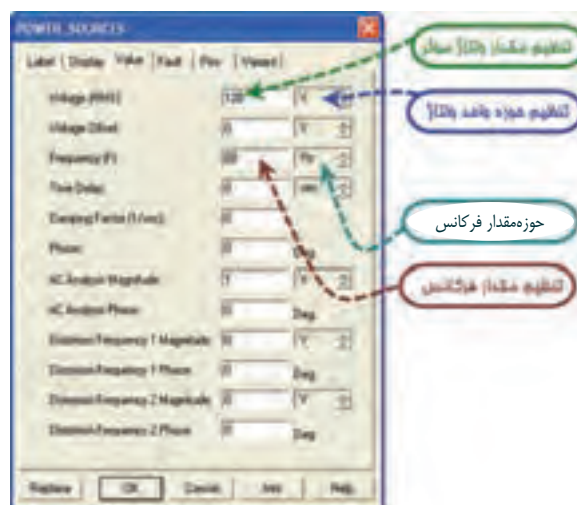 POWER_SOURCES
Label | Display | Value | Fault | Pins | Variant
Voltage (RMS): 120 V
Voltage Offset: 0 V
Frequency (F): 60 Hz
Time Delay: 0 sec
Damping Factor (1/sec): 0
Phase: 0 Deg
AC Analysis Magnitude: 1 V
AC Analysis Phase: 0 Deg
Distortion Frequency 1 Magnitude: 0 V
Distortion Frequency 1 Phase: 0 Deg
Distortion Frequency 2 Magnitude: 0 V
Distortion Frequency 2 Phase: 0 Deg
Replace OK Cancel Info Help
تنظیم مقدار ولتاژ موثر
تنظیم حوزه واحد ولتاژ
حوزه‌مقدار فرکانس
تنظیم مقدار فرکانس